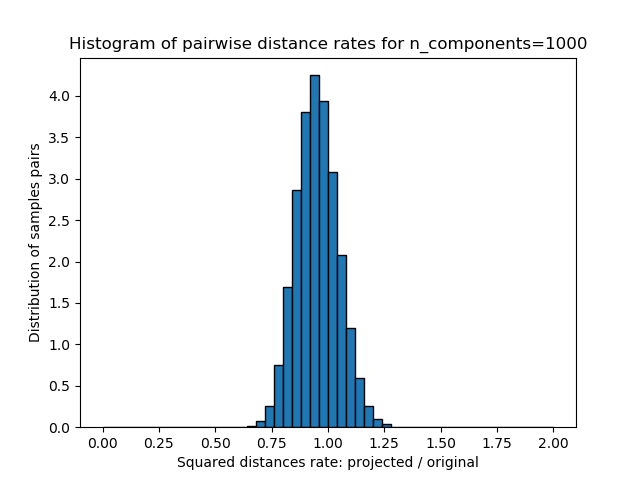 Histogram of pairwise distance rates for n_components=1000
Distribution of samples pairs
4.0
3.5
3.0
2.5
2.0
1.5
1.0
0.5
0.0
0.00 0.25 0.50 0.75 1.00 1.25 1.50 1.75 2.00
Squared distances rate: projected / original